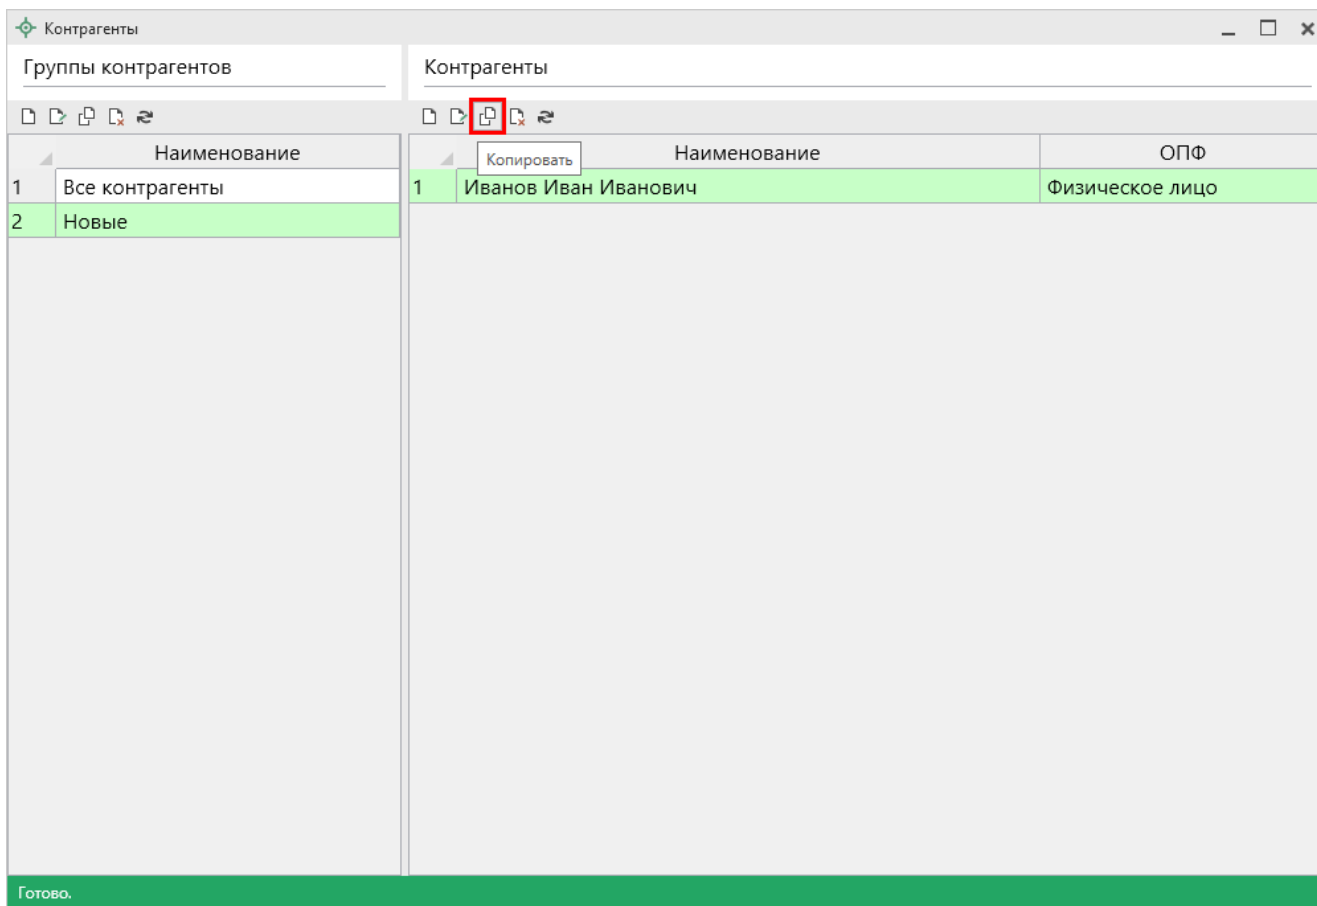 Контрагенты
Группы контрагентов
Контрагенты
Наименование
1 Все контрагенты
2 Новые
Копировать
Наименование ОПФ
1 Иванов Иван Иванович Физическое лицо
Готово.